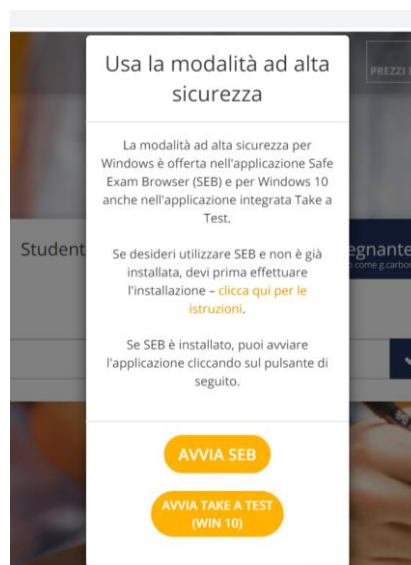 Usa la modalità ad alta
sicurezza
PREZZI
La modalità ad alta sicurezza per
Windows è offerta nell'applicazione Safe
Exam Browser (SEB) e per Windows 10
anche nell'applicazione integrata Take a
Test.
Student
egnante
come g.carbor
Se desideri utilizzare SEB e non è già
installata, devi prima effettuare
l'installazione – clicca qui per le
istruzioni.
Se SEB è installato, puoi avviare
l'applicazione cliccando sul pulsante di
seguito.
AVVIA SEB
AVVIA TAKE A TEST
(WIN 10)